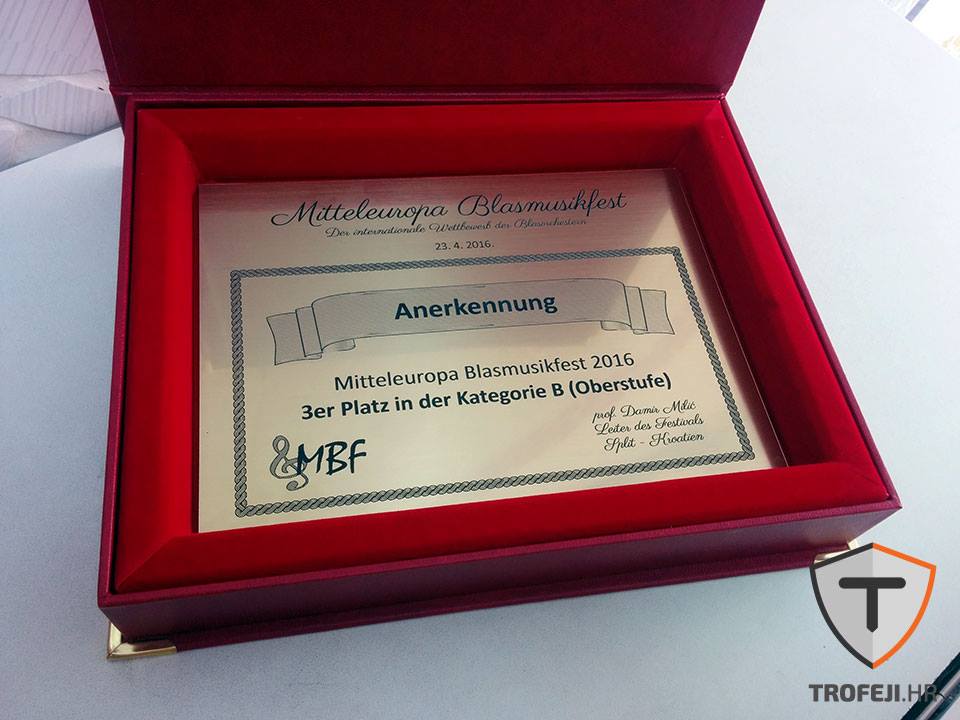 Mitteleuropa Blasmusikfest
Der internationale Wettbewerb der Blasorchestern
23. 4. 2016.
Anerkennung
Mitteleuropa Blasmusikfest 2016
3er Platz in der Kategorie B (Oberstufe)
prof. Damir Milić
Leiter des Festivals
Split - Kroatien
MBF
T
TROFEJI.HR